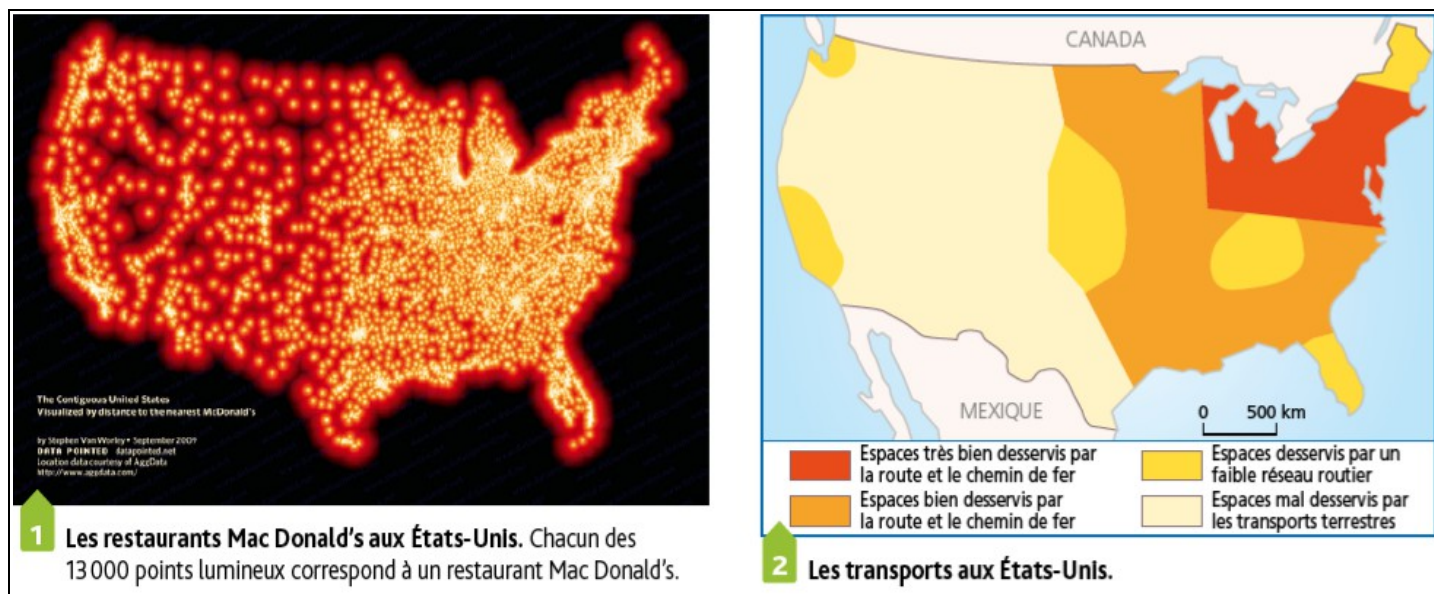 The Contiguous United States
Visualized by distance to the nearest McDonald's
by Stephen Von Worley • September 2009
DATA POINTED datapointed.net
Location data courtesy of AggData
http://www.aggdata.com/
1 Les restaurants Mac Donald's aux États-Unis. Chacun des
13 000 points lumineux correspond à un restaurant Mac Donald's.
CANADA
MEXIQUE
0 500 km
Espaces très bien desservis par
la route et le chemin de fer
Espaces bien desservis par
la route et le chemin de fer
Espaces desservis par un
faible réseau routier
Espaces mal desservis par
les transports terrestres
2 Les transports aux États-Unis.